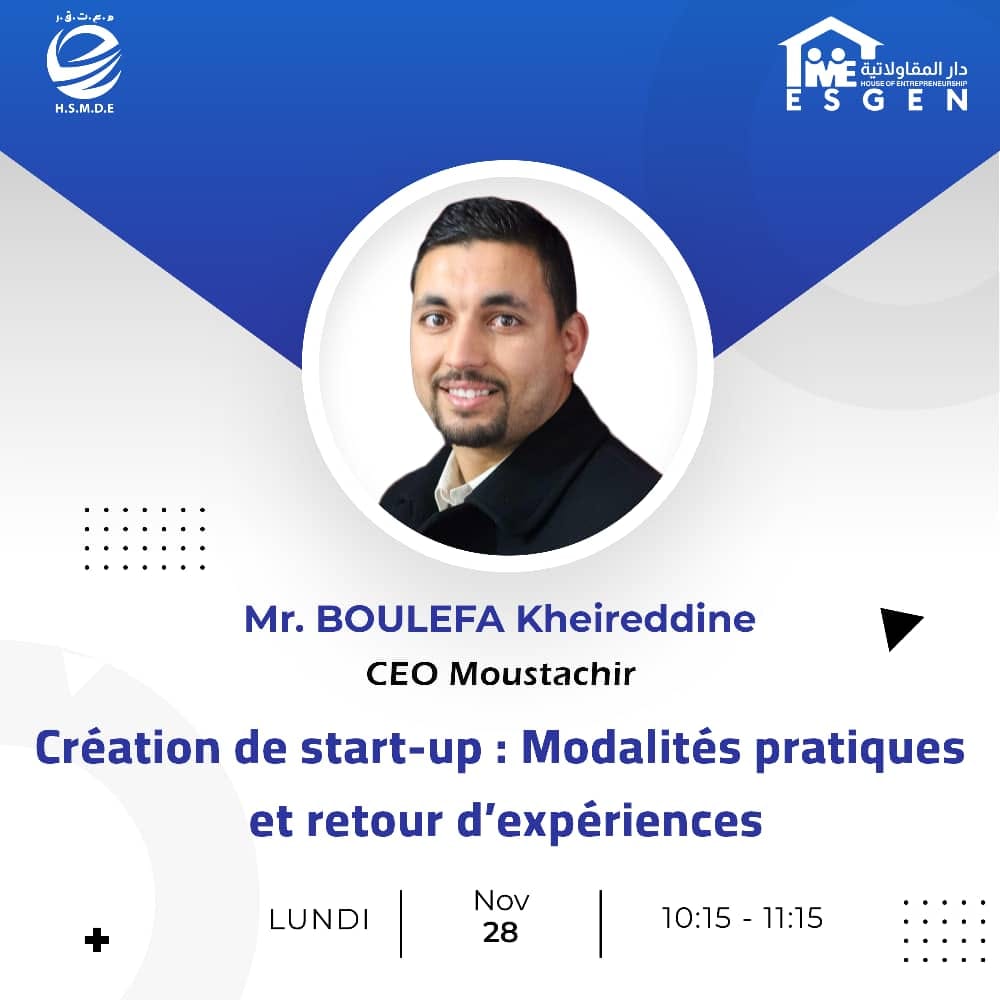 و.ع.ت.ق.ر
H.S.M.D.E
ME
دار المقاولاتية
HOUSE OF ENTREPRENEURSHIP
ESGEN
Mr. BOULEFA Kheireddine
CEO Moustachir
Création de start-up : Modalités pratiques
et retour d’expériences
LUNDI
Nov
28
10:15 - 11:15